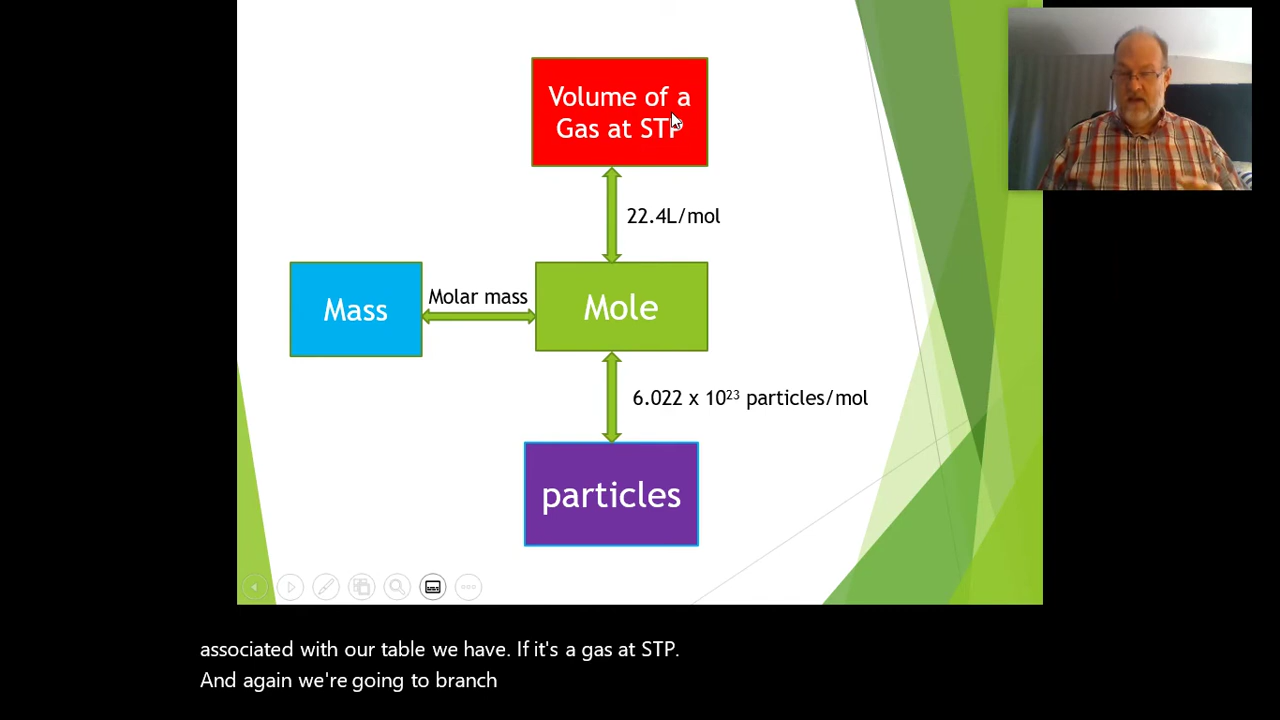 Volume of a
Gas at STP
22.4L/mol
Mass
Molar mass
Mole
6.022 x 10²³ particles/mol
particles
associated with our table we have. If it's a gas at STP.
And again we're going to branch